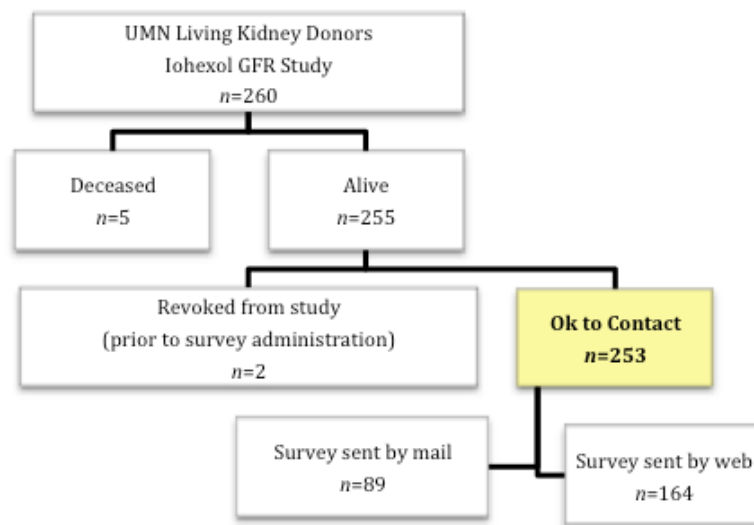 UMN Living Kidney Donors
Iohexol GFR Study
n=260
Deceased
n=5
Alive
n=255
Revoked from study
(prior to survey administration)
n=2
Ok to Contact
n=253
Survey sent by mail
n=89
Survey sent by web
n=164